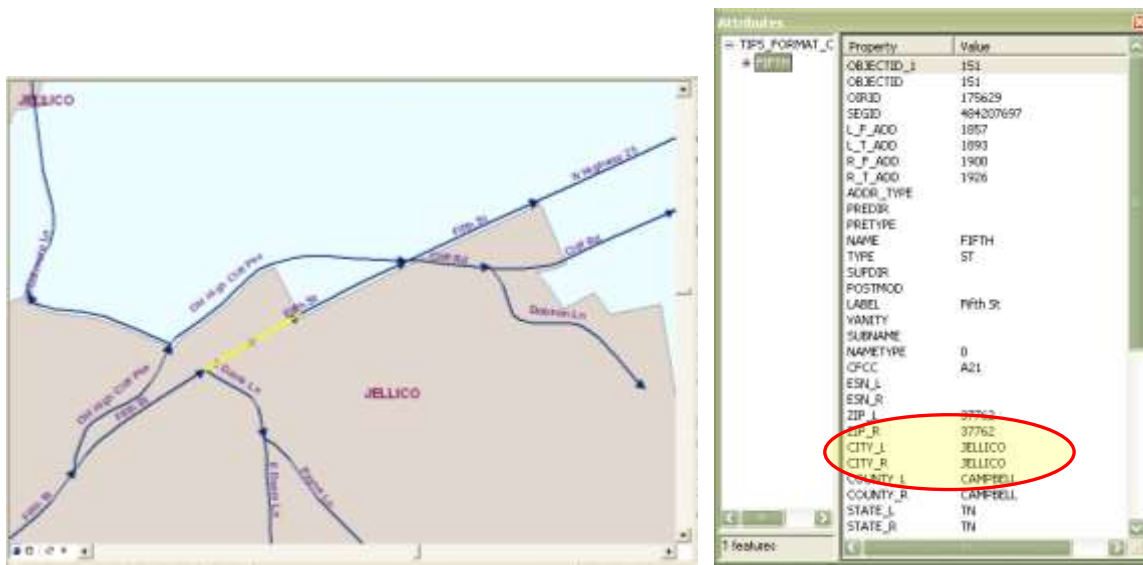 JELLICO
N Highway 25
Fifth St
Cliff Rd
Cliff Rd
Old High Cliff Pike
Fifth St
Dobson Ln
Old High Cliff Pike
Fifth St
JELLICO
Fifth St
Attributes
TIPS_FORMAT_C
FIFTH
Property Value
OBJECTID_1 151
OBJECTID 151
OIRID 175629
SEGID 484207697
L_F_ADD 1857
L_T_ADD 1893
R_F_ADD 1900
R_T_ADD 1926
ADDR_TYPE
PREDIR
PRETYPE
NAME FIFTH
TYPE ST
SUFDIR
POSTMOD
LABEL Fifth St
VANITY
SUBNAME
NAMETYPE 0
CFCC A21
ESN_L
ESN_R
ZIP_L 37762
ZIP_R 37762
CITY_L JELLICO
CITY_R JELLICO
COUNTY_L CAMPBELL
COUNTY_R CAMPBELL
STATE_L TN
STATE_R TN
1 features